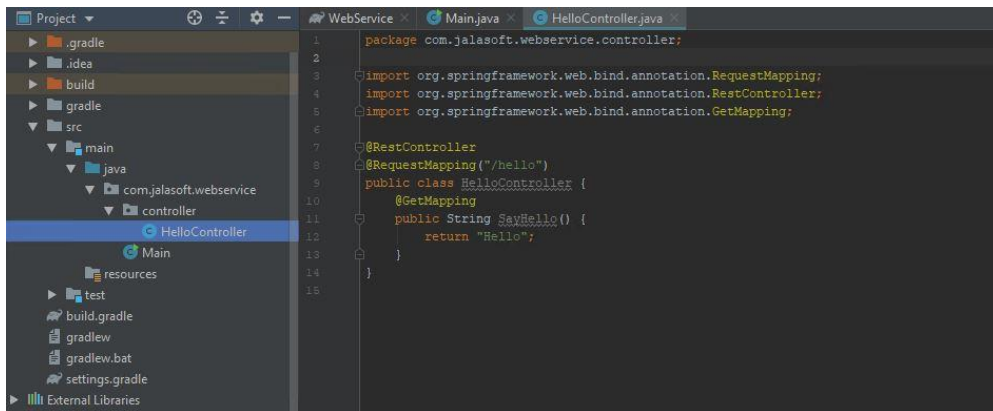 Project
.gradle
.idea
build
gradle
src
main
java
com.jalasoft.webservice
controller
HelloController
Main
resources
test
build.gradle
gradlew
gradlew.bat
settings.gradle
External Libraries
WebService
Main.java
HelloController.java
1 package com.jalasoft.webservice.controller;
2
3 import org.springframework.web.bind.annotation.RequestMapping;
4 import org.springframework.web.bind.annotation.RestController;
5 import org.springframework.web.bind.annotation.GetMapping;
6
7 @RestController
8 @RequestMapping("/hello")
9 public class HelloController {
10 @GetMapping
11 public String SayHello() {
12 return "Hello";
13 }
14 }
15